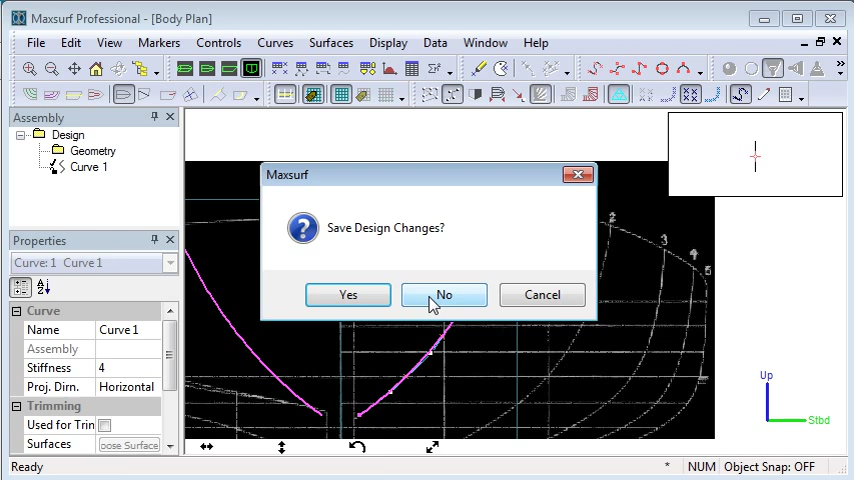 Maxsurf Professional - [Body Plan]
File Edit View Markers Controls Curves Surfaces Display Data Window Help
Assembly
Design
Geometry
Curve 1
Properties
Curve: 1 Curve 1
Curve
Name Curve 1
Assembly
Stiffness 4
Proj. Dirn. Horizontal
Trimming
Used for Trin
Surfaces pose Surface
Maxsurf
Save Design Changes?
Yes No Cancel
2
3
4
5
Up
Stbd
Ready * NUM Object Snap: OFF